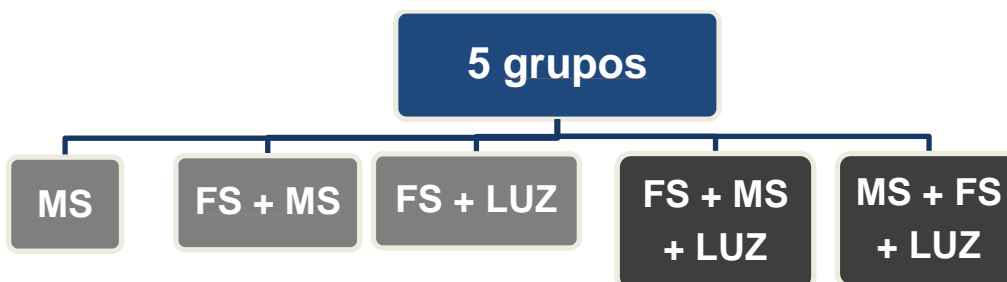 5 grupos
MS
FS + MS
FS + LUZ
FS + MS
+ LUZ
MS + FS
+ LUZ